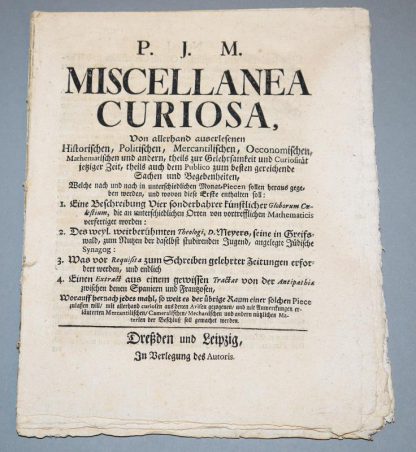 P. J. M.
MISCELLANEA
CURIOSA,
Von allerhand auserlesenen
Historischen, Politischen, Mercantilischen, Oeconomischen,
Mathematischen und andern, theils zur Gelehrsamkeit und Curiosität
jetziger Zeit, theils auch dem Publico zum besten gereichende
Sachen und Begebenheiten,
Welche nach und nach in unterschiedlichen Monat-Piecen sollen heraus gege-
ben werden, und wovon diese Erste enthalten soll:
1. Eine Beschreibung Vier sonderbahrer künstlicher Globorum Cœ-
lestium, die an unterschiedlichen Orten von vortrefflichen Mathematicis
verfertiget worden:
2. Des weyl. weitberühmten Theologi, D. Meyers, seine in Greifs-
wald, zum Nutzen der daselbst studirenden Jugend, angelegte Jüdische
Synagog:
3. Was vor Requisita zum Schreiben gelehrter Zeitungen erfor-
dert werden, und endlich
4. Einen Extract aus einem gewissen Tractat von der Antipathia
zwischen denen Spaniern und Frantzosen,
Worauff hernach jedes mahl, so weit es der übrige Raum einer solchen Piece
zulassen will/ mit allerhand curiosen aus denen Avisen gezogenen/ und mit Anmerckungen er-
läuterten Mercantilischen/ Cameralischen/ Mechanischen und andern nützlichen Ma-
terien der Beschluß soll gemachet werden.
Dreßden und Leipzig,
In Verlegung des Autoris.